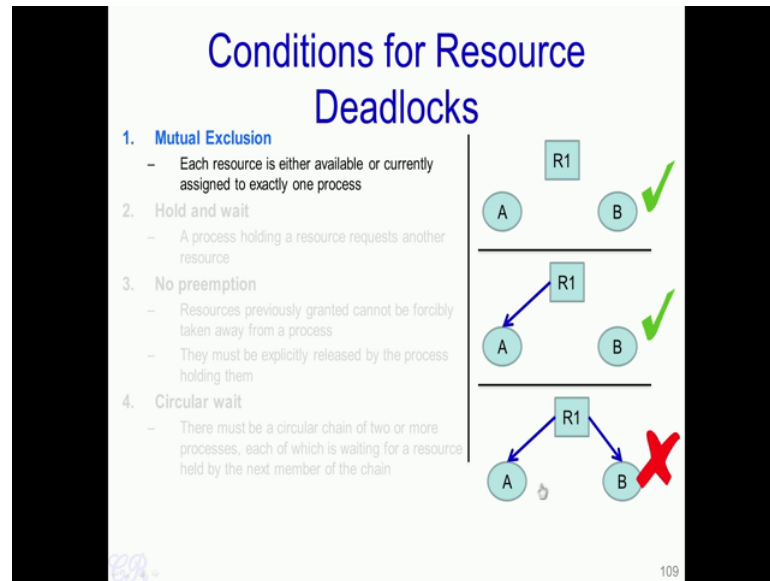 Conditions for Resource
Deadlocks
1. Mutual Exclusion
– Each resource is either available or currently
assigned to exactly one process
2. Hold and wait
– A process holding a resource requests another
resource
3. No preemption
– Resources previously granted cannot be forcibly
taken away from a process
– They must be explicitly released by the process
holding them
4. Circular wait
– There must be a circular chain of two or more
processes, each of which is waiting for a resource
held by the next member of the chain
R1
A B
R1
A B
R1
A B
109